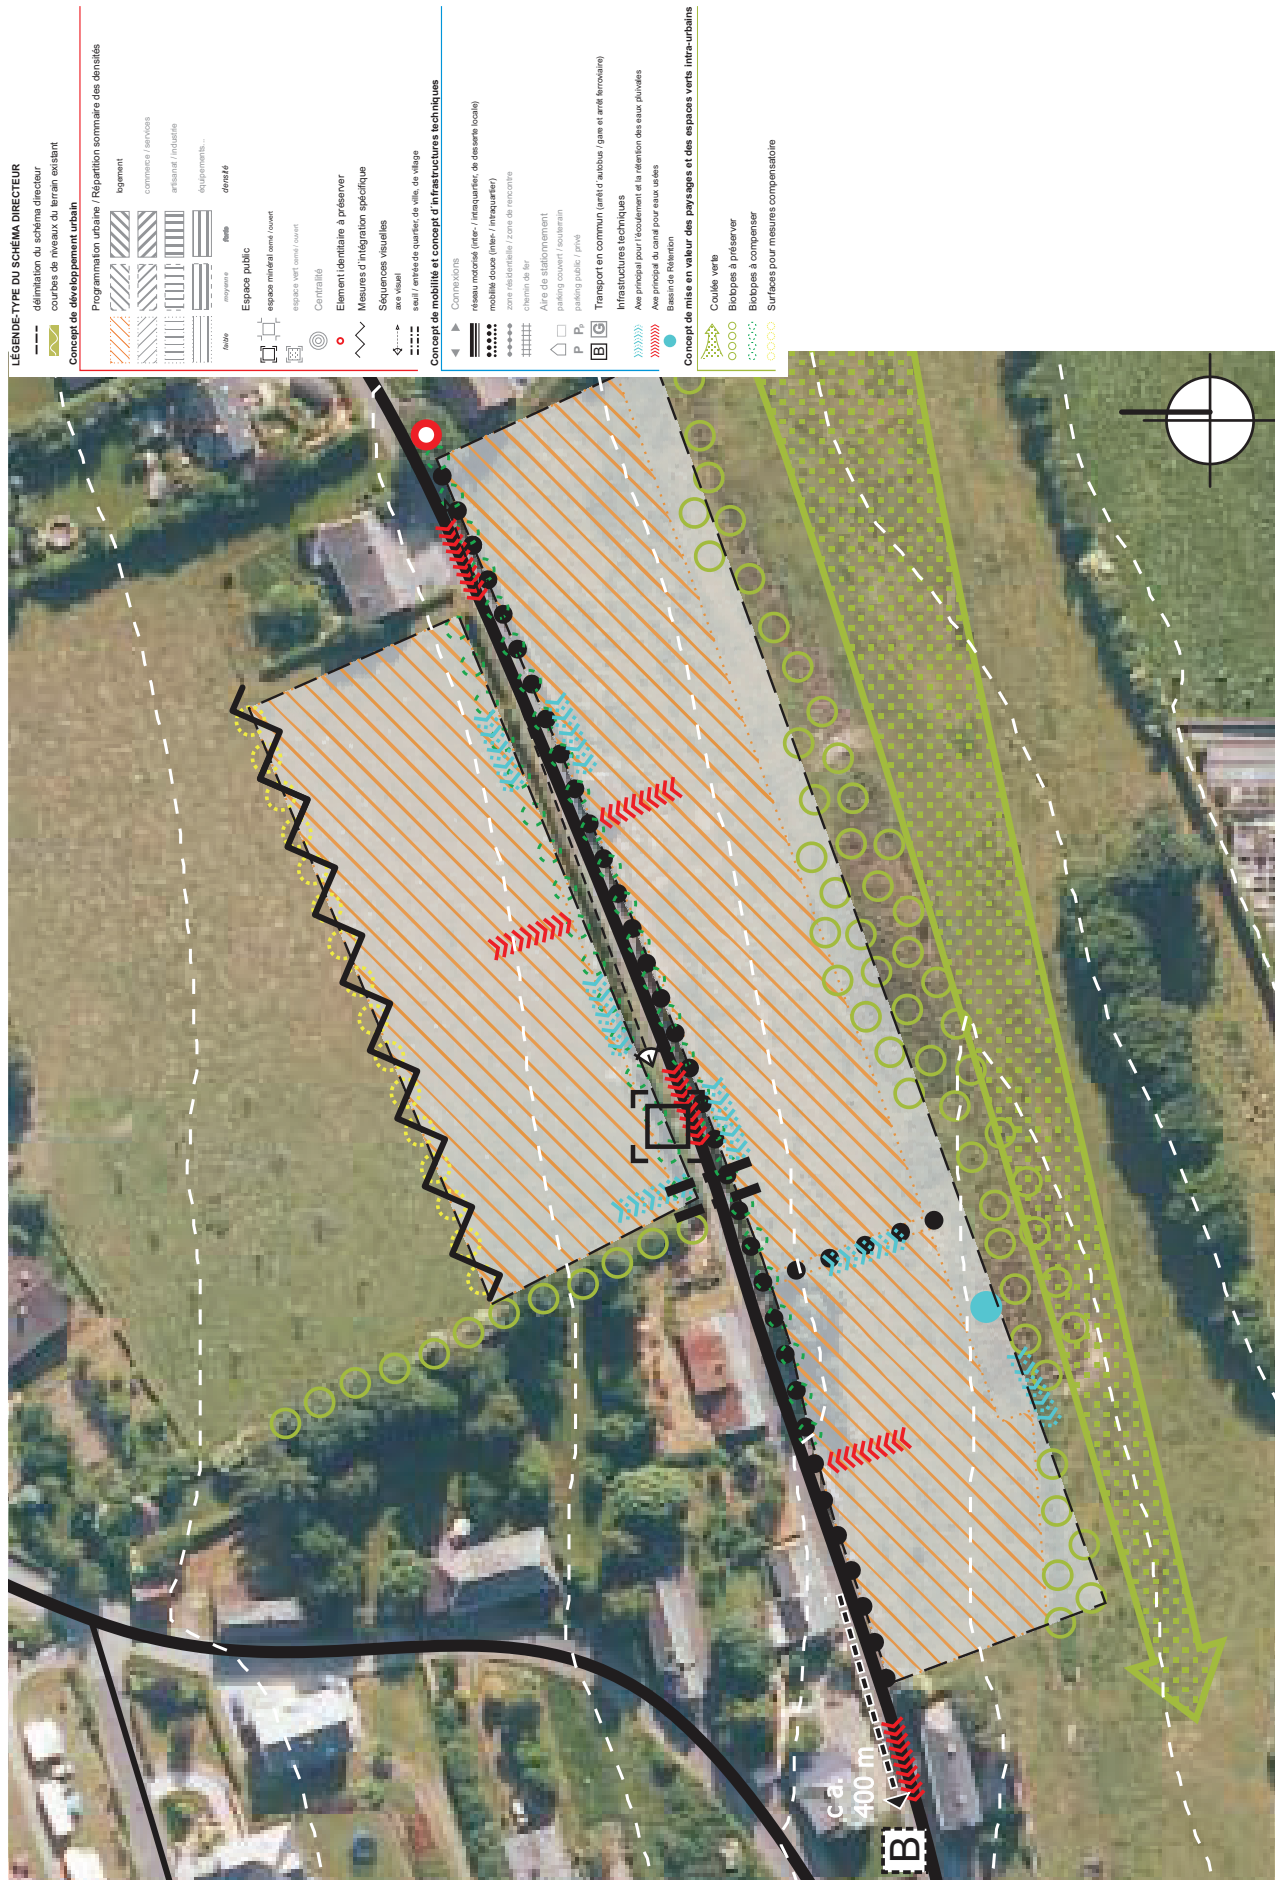 LÉGENDE-TYPE DU SCHÉMA DIRECTEUR
délimitation du schéma directeur
courbes de niveaux du terrain existant
Concept de développement urbain
Programmation urbaine / Répartition sommaire des densités
logement
commerce / services
artisanat / industrie
équipements...
faible moyenne forte densité
Espace public
espace minéral cerné / ouvert
espace vert cerné / ouvert
Centralité
Element identitaire à préserver
Mesures d'intégration spécifique
Séquences visuelles
axe visuel
seuil / entrée de quartier, de ville, de village
Concept de mobilité et concept d'infrastructures techniques
Connexions
réseau motorisé (inter- / intraquartier, de desserte locale)
mobilité douce (inter- / intraquartier)
zone résidentielle / zone de rencontre
chemin de fer
Aire de stationnement
parking couvert / souterrain
P Pp parking public / privé
B G Transport en commun (arrêt d'autobus / gare et arrêt ferroviaire)
Infrastructures techniques
Axe principal pour l'écoulement et la rétention des eaux pluviales
Axe principal du canal pour eaux usées
Bassin de Rétention
Concept de mise en valeur des paysages et des espaces verts intra-urbains
Coulée verte
Biotopes à préserver
Biotopes à compenser
Surfaces pour mesures compensatoire
ca.
400 m
B